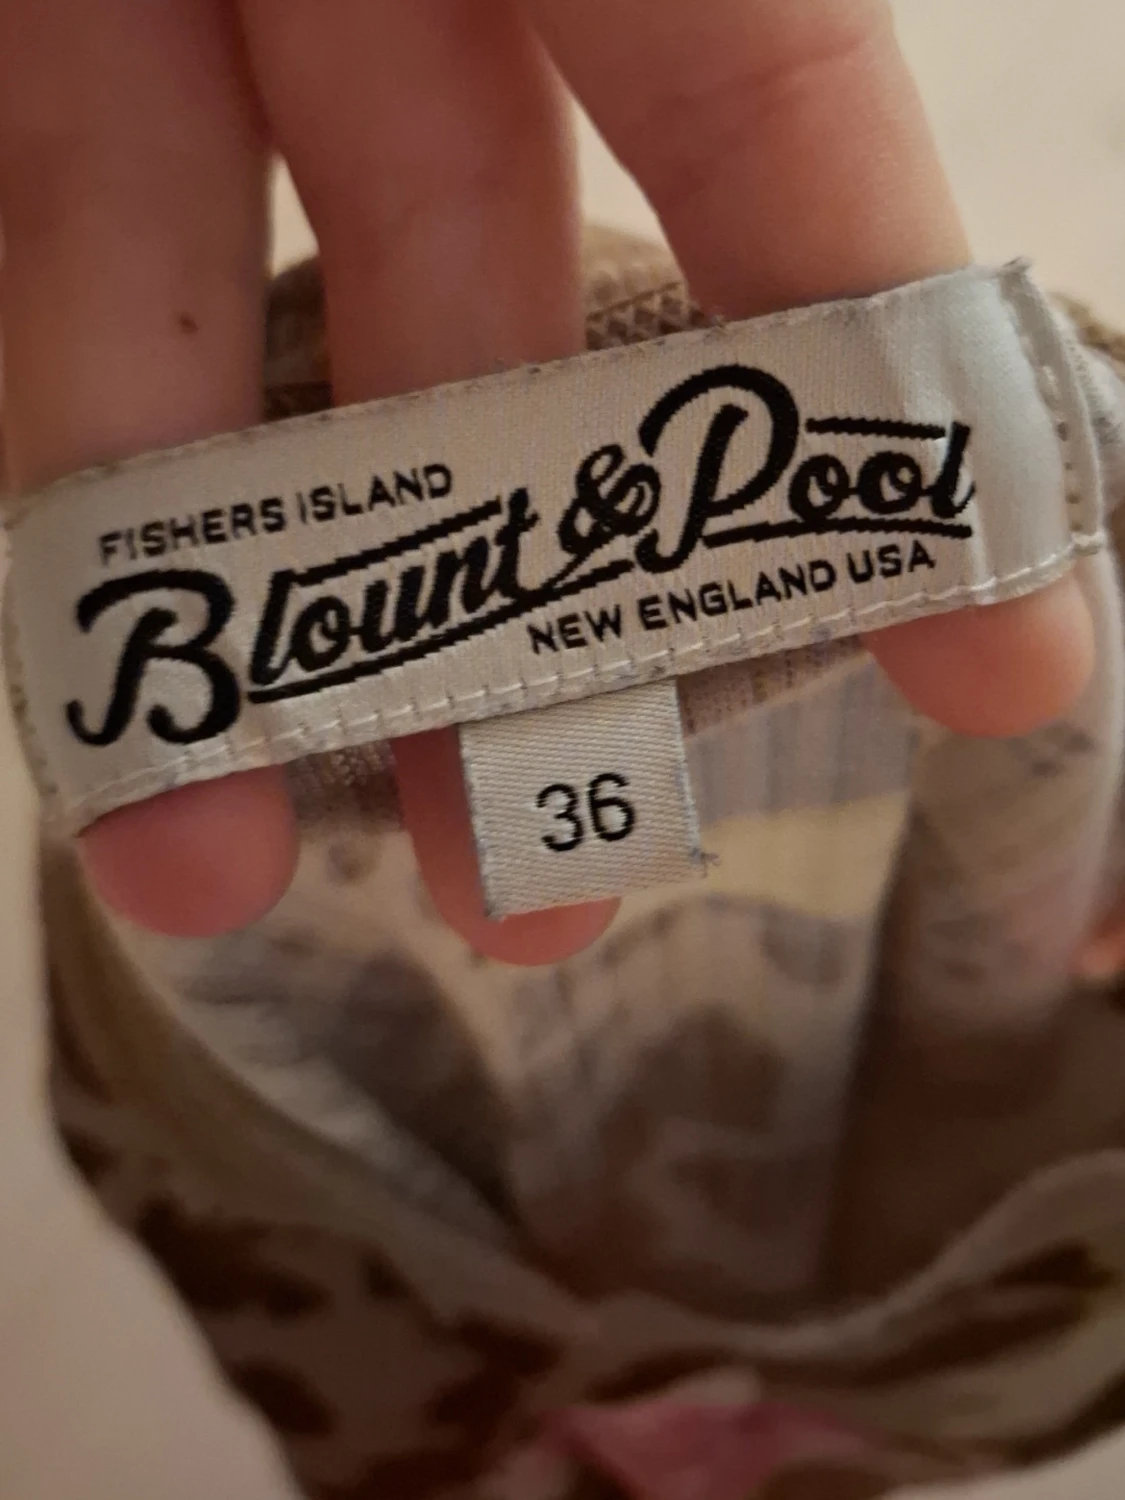 FISHERS ISLAND
Blount & Pool
NEW ENGLAND USA
36